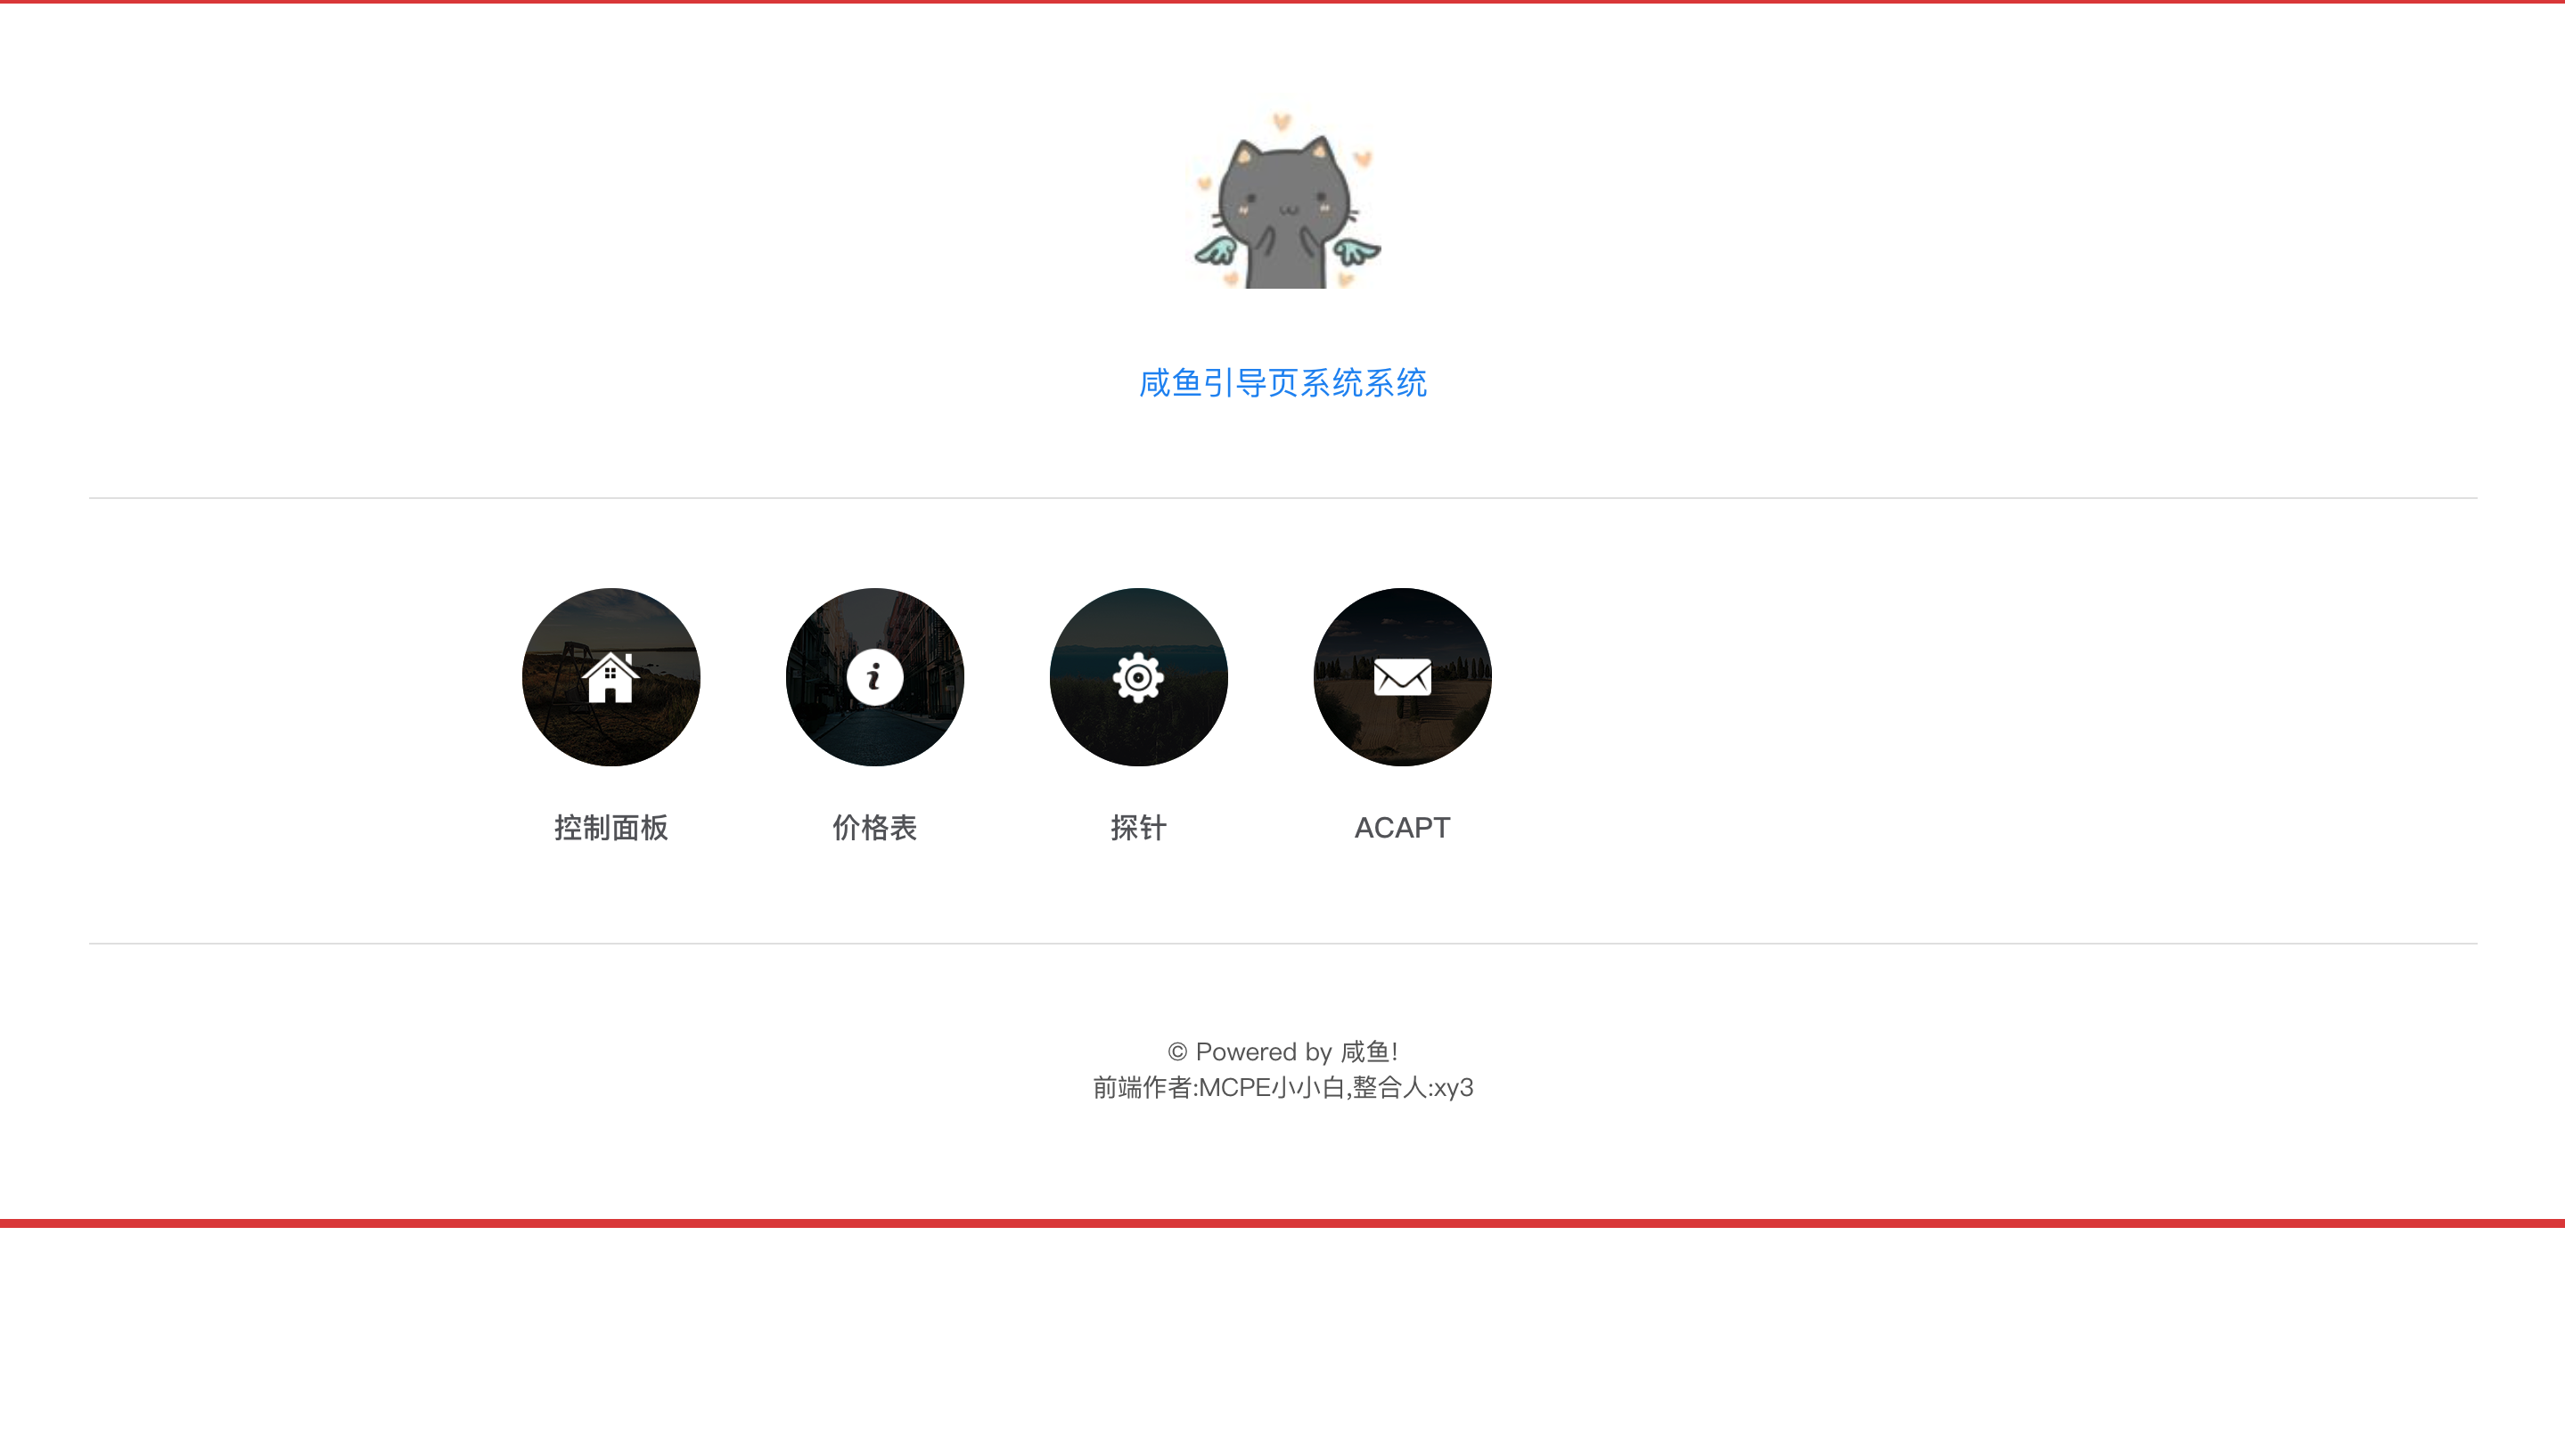 咸鱼引导页系统系统
控制面板
价格表
探针
ACAPT
© Powered by 咸鱼!
前端作者:MCPE小小白,整合人:xy3